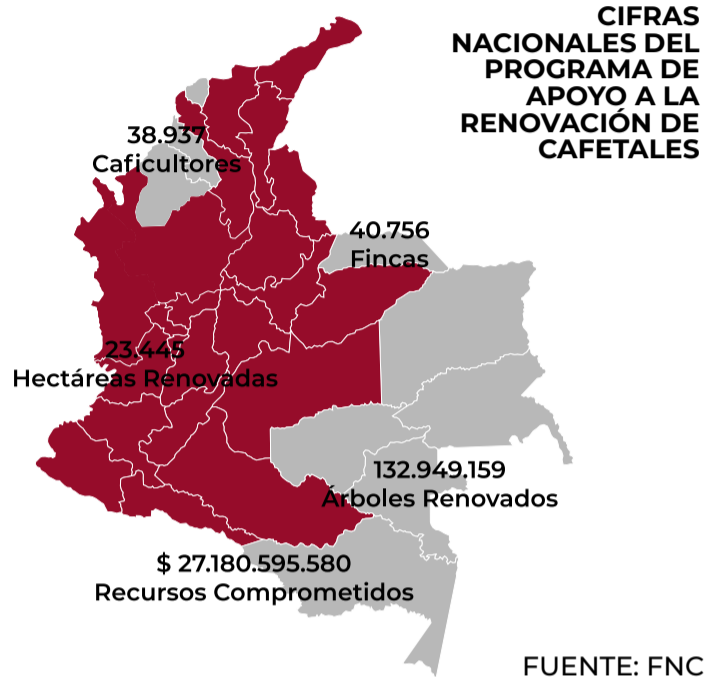 CIFRAS
NACIONALES DEL
PROGRAMA DE
APOYO A LA
RENOVACIÓN DE
CAFETALES
38.937
Caficultores
40.756
Fincas
23.445
Hectáreas Renovadas
132.949.159
Árboles Renovados
$ 27.180.595.580
Recursos Comprometidos
FUENTE: FNC